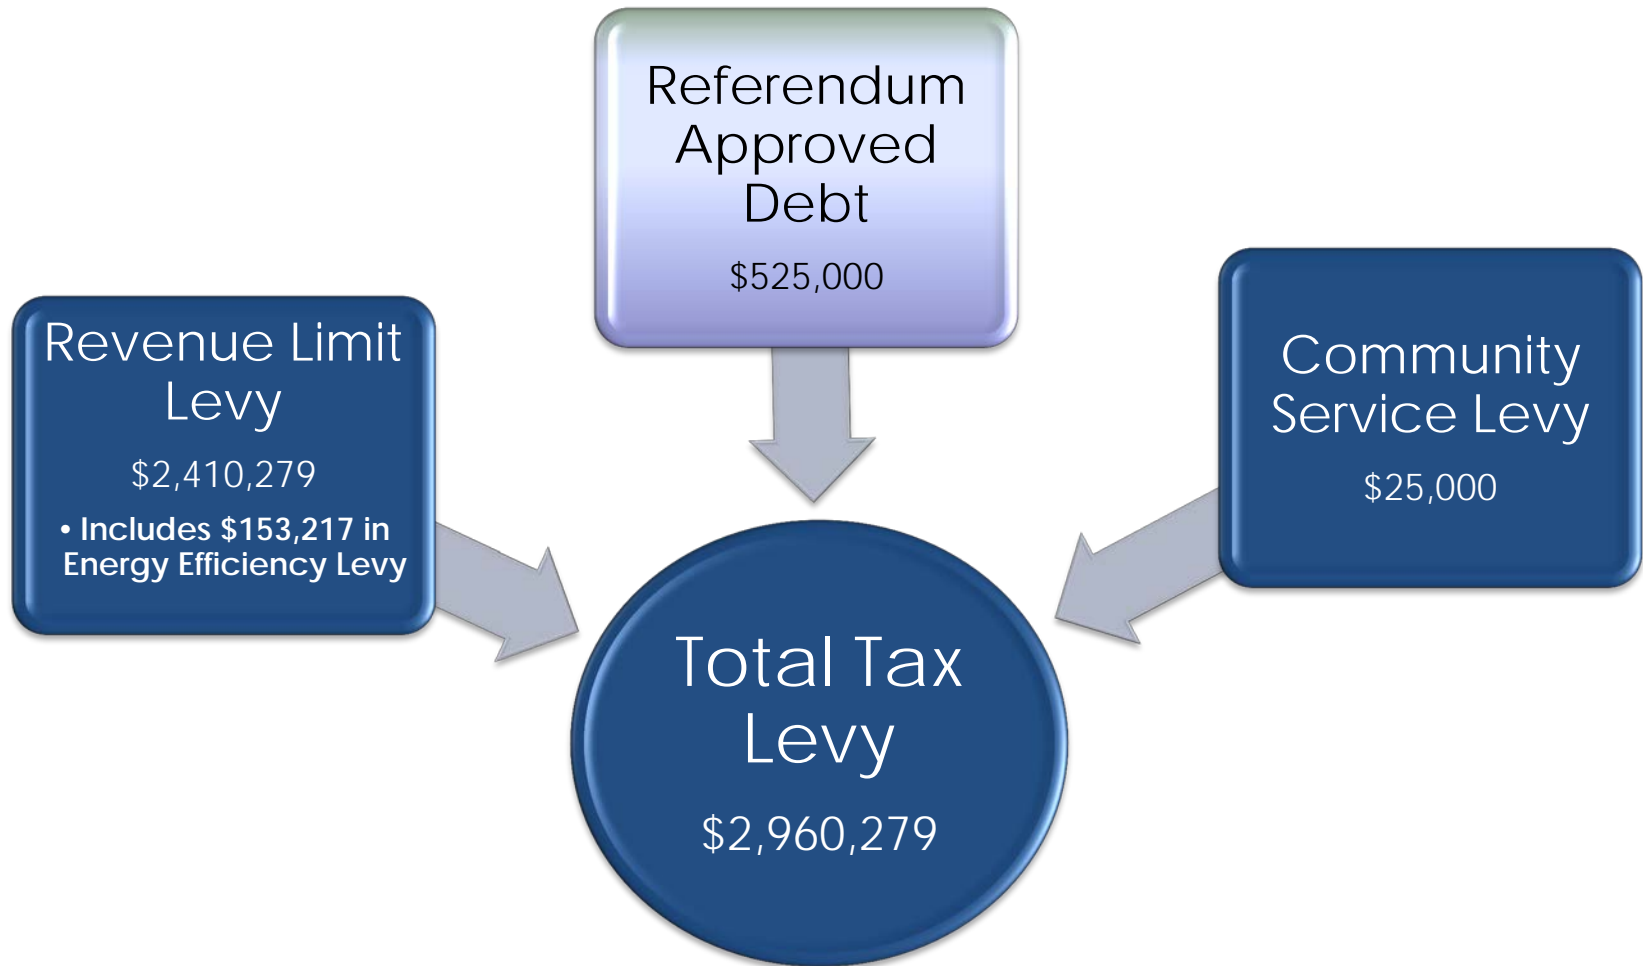 Referendum
Approved
Debt
$525,000
Revenue Limit
Levy
$2,410,279
• Includes $153,217 in
Energy Efficiency Levy
Community
Service Levy
$25,000
Total Tax
Levy
$2,960,279